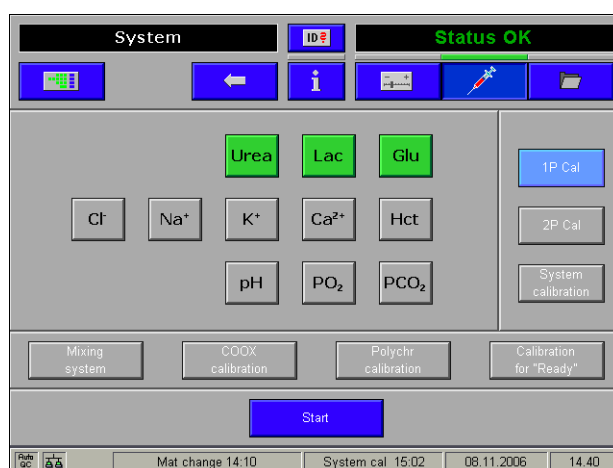 System
ID
Status OK
i
Urea Lac Glu
1P Cal
Cl⁻ Na⁺ K⁺ Ca²⁺ Hct
2P Cal
pH PO₂ PCO₂
System
calibration
Mixing
system
COOX
calibration
Polychr
calibration
Calibration
for "Ready"
Start
Auto
QC
Mat change 14:10 System cal 15:02 08.11.2006 14.40